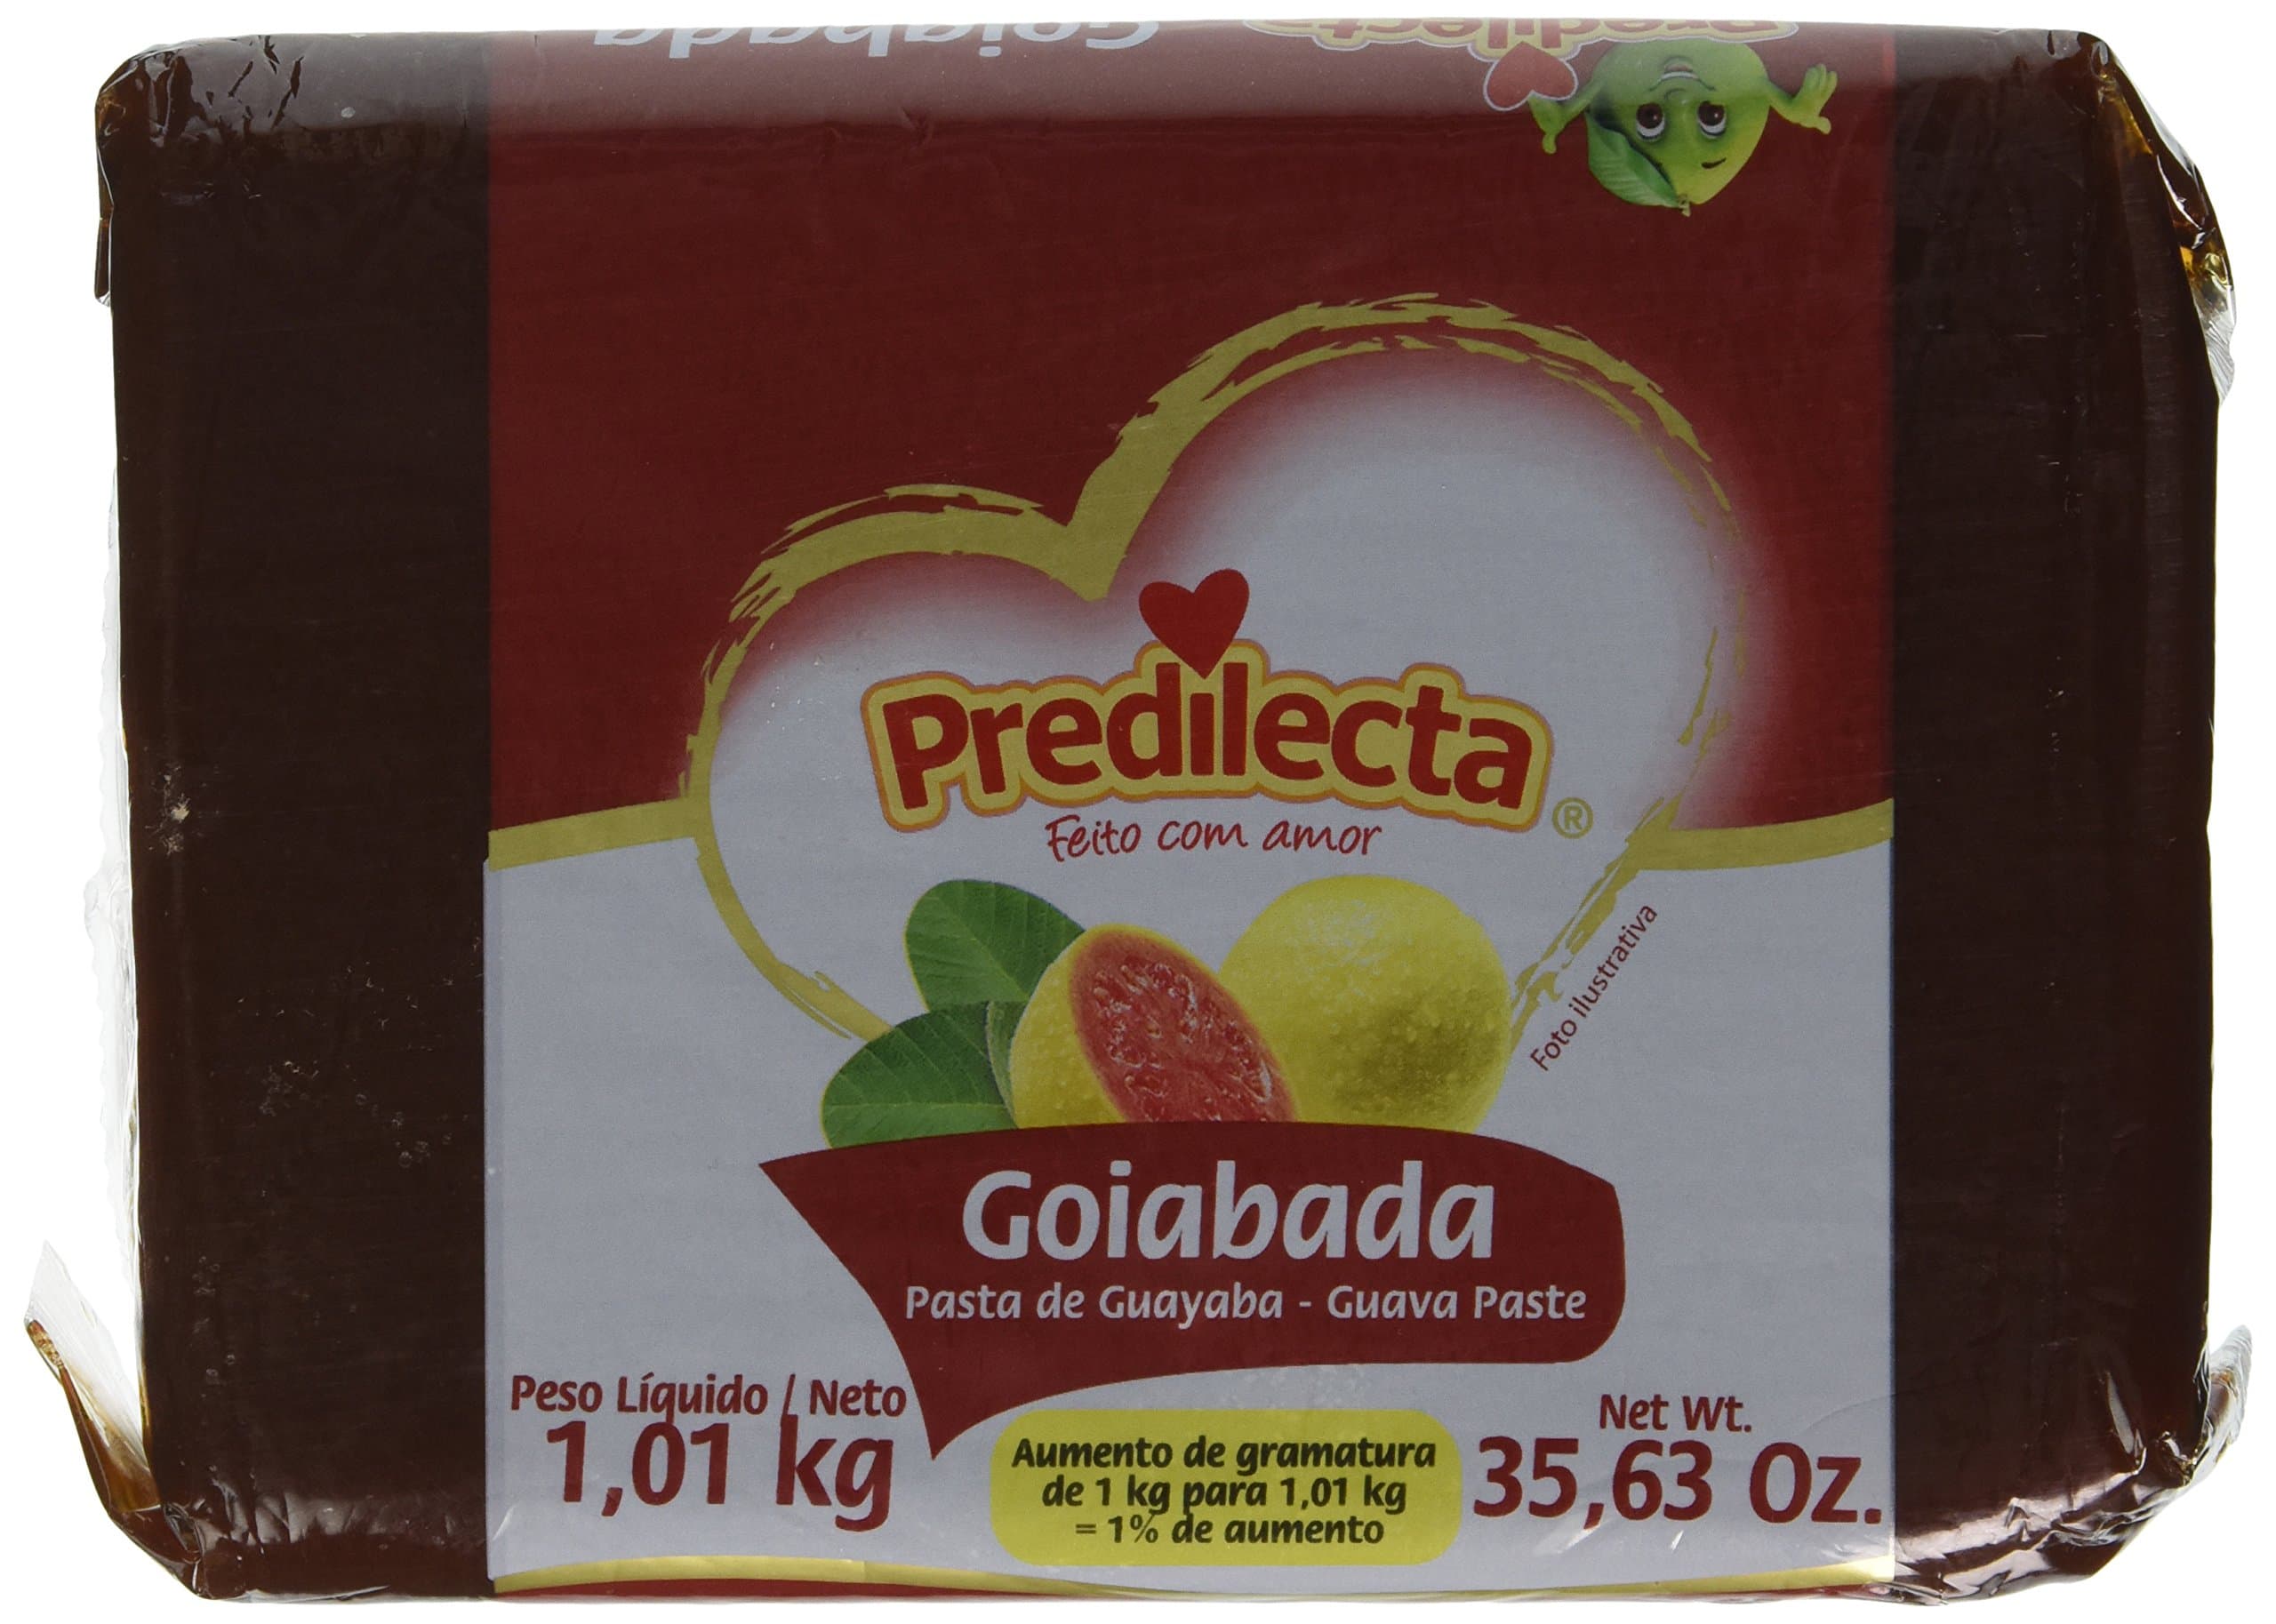 Goiabada Predilecta
Predilecta ®
Feito com amor
Foto ilustrativa
Goiabada
Pasta de Guayaba - Guava Paste
Peso Líquido / Neto
1,01 kg
Aumento de gramatura
de 1 kg para 1,01 kg
= 1% de aumento
Net Wt.
35,63 Oz.